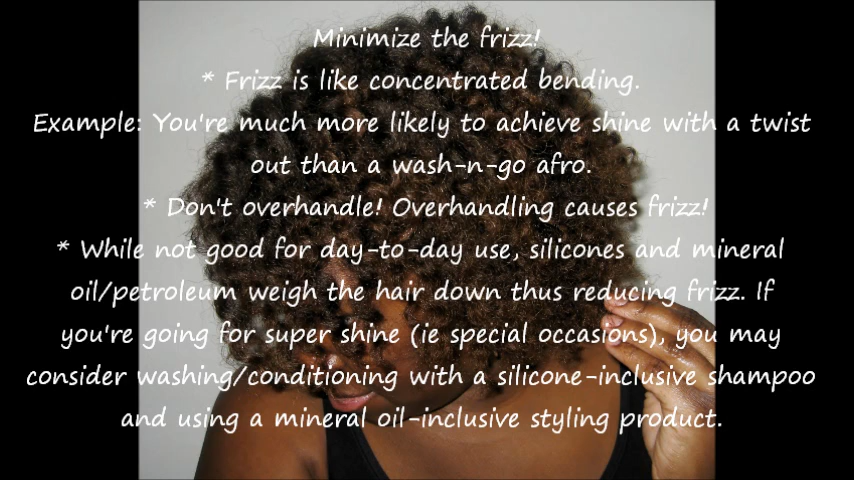 Minimize the frizz!
* Frizz is like concentrated bending.
Example: You're much more likely to achieve shine with a twist
out than a wash-n-go afro.
* Don't overhandle! Overhandling causes frizz!
* While not good for day-to-day use, silicones and mineral
oil/petroleum weigh the hair down thus reducing frizz. If
you're going for super shine (ie special occasions), you may
consider washing/conditioning with a silicone-inclusive shampoo
and using a mineral oil-inclusive styling product.